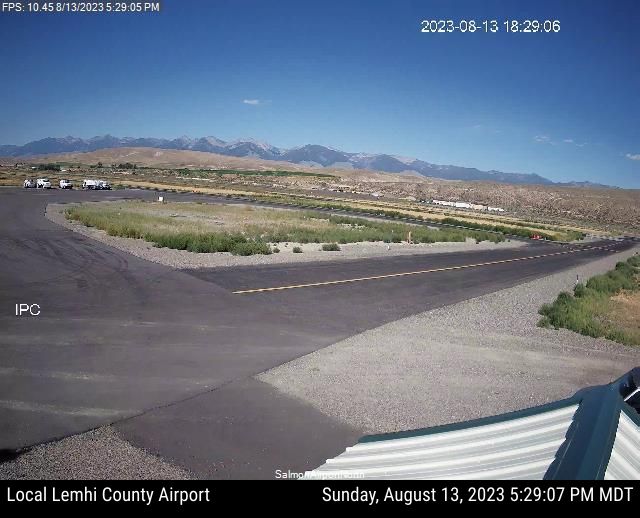 FPS: 10.45 8/13/2023 5:29:05 PM
2023-08-13 18:29:06
IPC
Local Lemhi County Airport
Sunday, August 13, 2023 5:29:07 PM MDT